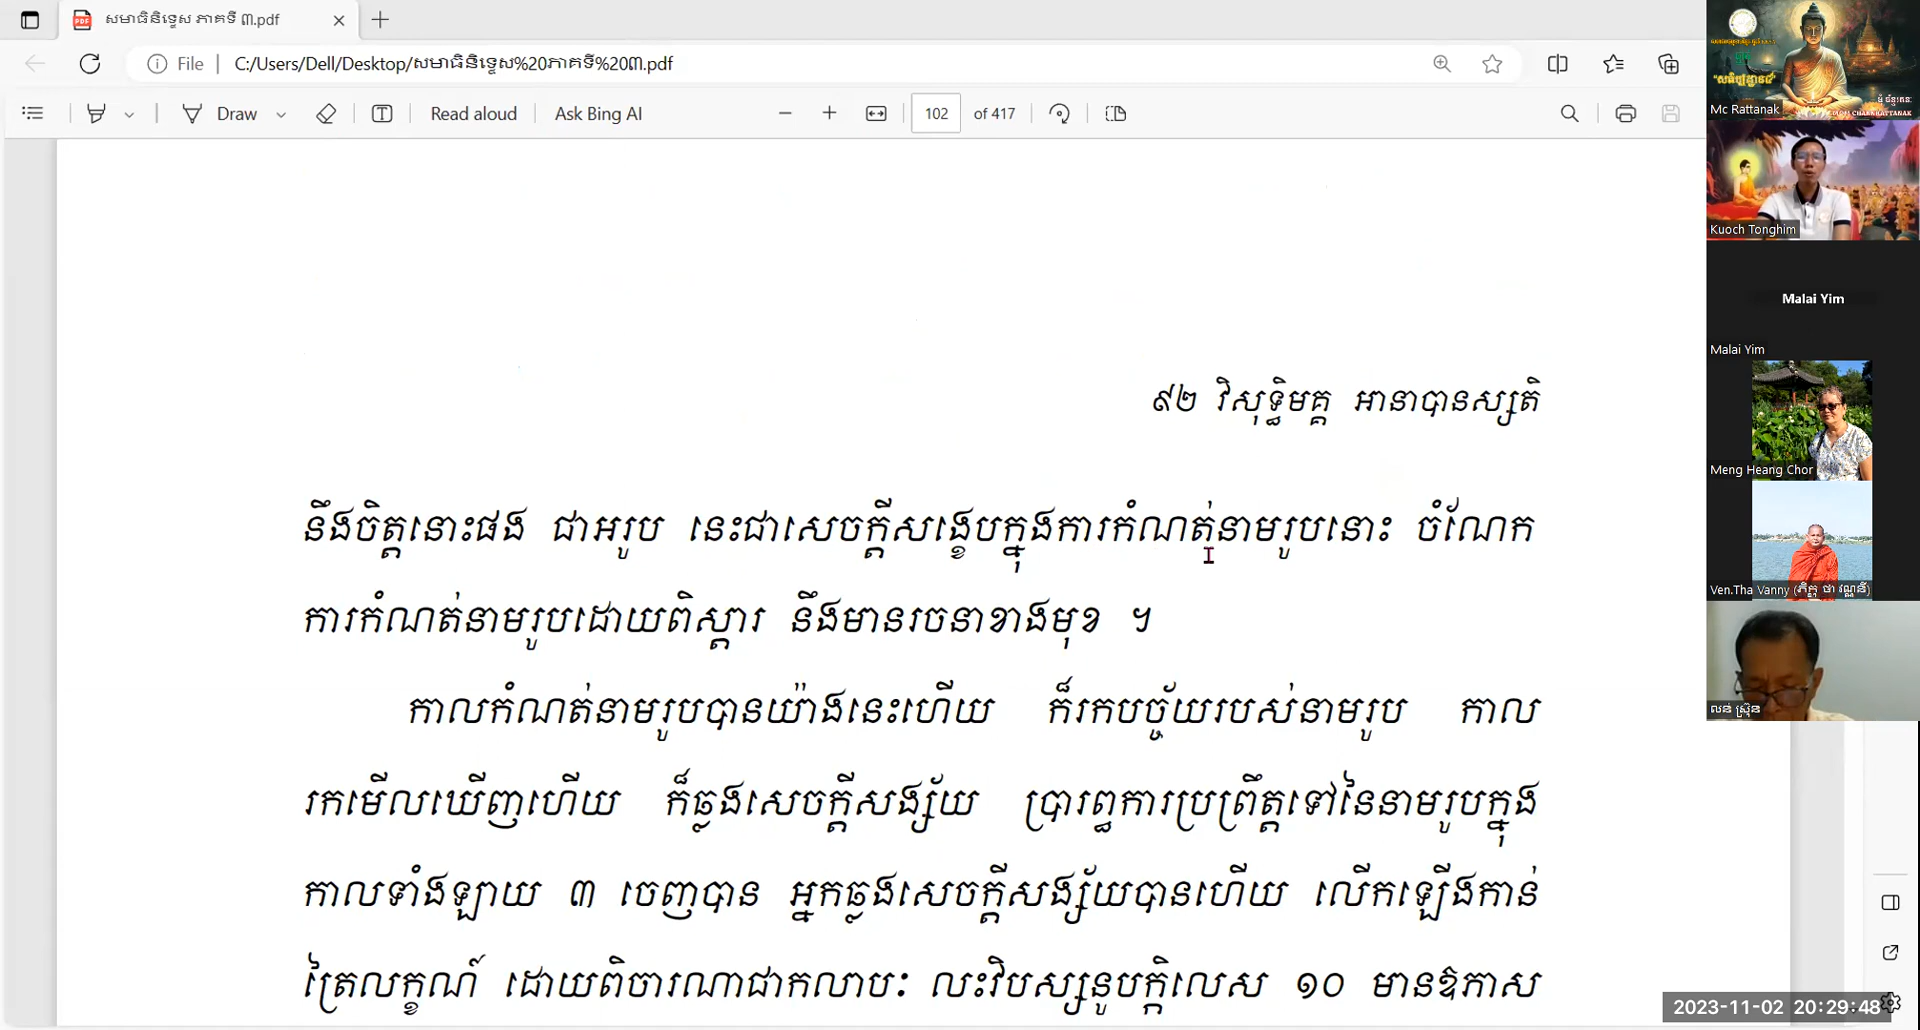 សមាធិនិទ្ទេស ភាគទី ៣.pdf
File
C:/Users/Dell/Desktop/សមាធិនិទ្ទេស%20ភាគទី%20៣.pdf
Draw
Read aloud
Ask Bing AI
102 of 417
៩២ វិសុទ្ធិមគ្គ អានាបានស្សតិ
នឹងចិត្តនោះផង ជាអរូប នេះជាសេចក្តីសង្ខេបក្នុងការកំណត់នាមរូបនោះ ចំណែក
ការកំណត់នាមរូបដោយពិស្តារ នឹងមានរចនាខាងមុខ ។
កាលកំណត់នាមរូបបានយ៉ាងនេះហើយ ក៏រកបច្ច័យរបស់នាមរូប កាល
រកមើលឃើញហើយ ក៏ឆ្លងសេចក្តីសង្ស័យ ប្រារព្ធការប្រព្រឹត្តទៅនៃនាមរូបក្នុង
កាលទាំងឡាយ ៣ ចេញបាន អ្នកឆ្លងសេចក្តីសង្ស័យបានហើយ លើកឡើងកាន់
ត្រៃលក្ខណ៍ ដោយពិចារណាជាកលាបៈ លះវិបស្សនូបក្កិលេស ១០ មានឱភាស
Mc Rattanak
Kuoch Tonghim
Malai Yim
Malai Yim
Meng Heang Chor
Ven.Tha Vanny (ភិក្ខុ ថា វណ្ណនី)
លន់ ស្រ៊ុន
2023-11-02 20:29:48